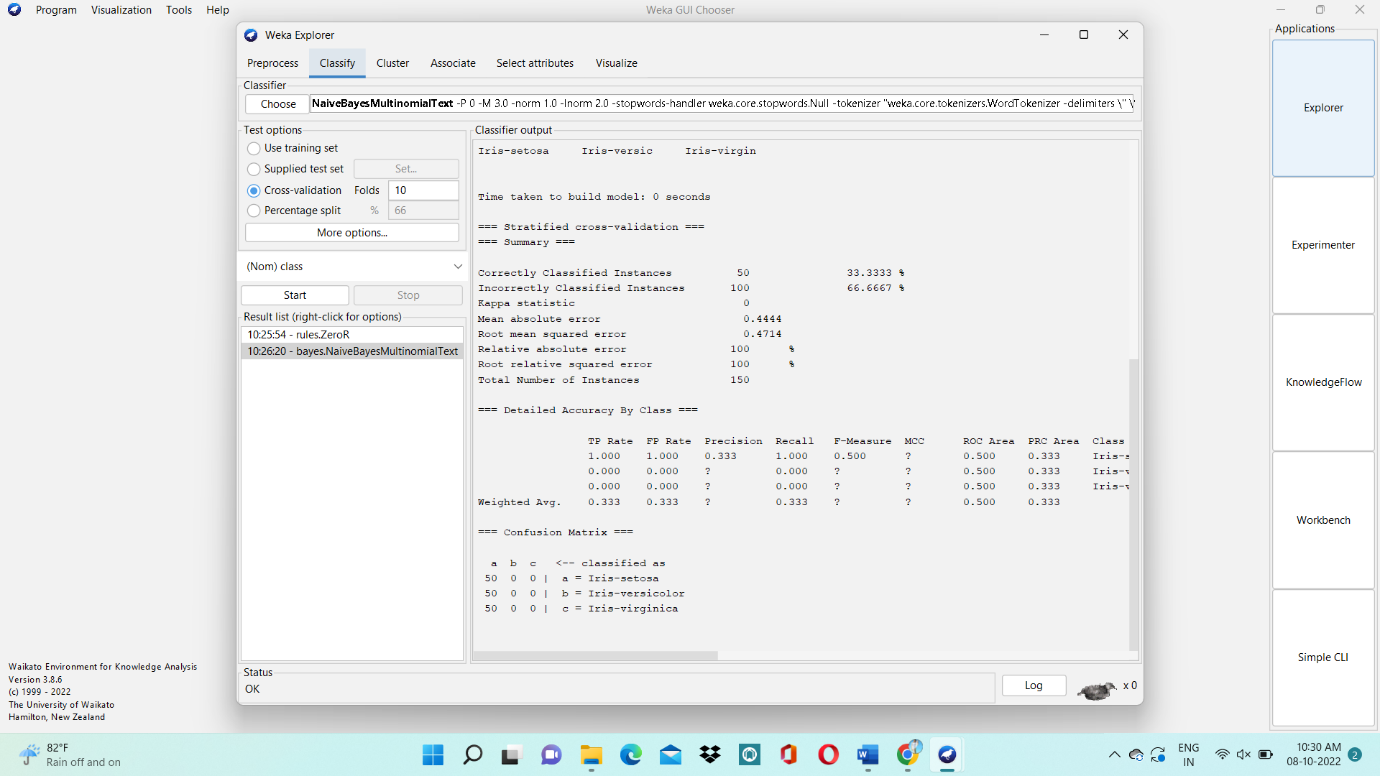 Program Visualization Tools Help
Weka GUI Chooser
Weka Explorer
Preprocess Classify Cluster Associate Select attributes Visualize
Classifier
Choose NaiveBayesMultinomialText -P 0 -M 3.0 -norm 1.0 -lnorm 2.0 -stopwords-handler weka.core.stopwords.Null -tokenizer "weka.core.tokenizers.WordTokenizer -delimiters \" \
Test options
Use training set
Supplied test set Set...
Cross-validation Folds 10
Percentage split % 66
More options...
(Nom) class
Start Stop
Result list (right-click for options)
10:25:54 - rules.ZeroR
10:26:20 - bayes.NaiveBayesMultinomialText
Classifier output
Iris-setosa Iris-versic Iris-virgin
Time taken to build model: 0 seconds
=== Stratified cross-validation ===
=== Summary ===
Correctly Classified Instances 50 33.3333 %
Incorrectly Classified Instances 100 66.6667 %
Kappa statistic 0
Mean absolute error 0.4444
Root mean squared error 0.4714
Relative absolute error 100 %
Root relative squared error 100 %
Total Number of Instances 150
=== Detailed Accuracy By Class ===
TP Rate FP Rate Precision Recall F-Measure MCC ROC Area PRC Area Class
1.000 1.000 0.333 1.000 0.500 ? 0.500 0.333 Iris-s
0.000 0.000 ? 0.000 ? ? 0.500 0.333 Iris-v
0.000 0.000 ? 0.000 ? ? 0.500 0.333 Iris-v
Weighted Avg. 0.333 0.333 ? 0.333 ? ? 0.500 0.333
=== Confusion Matrix ===
a b c <-- classified as
50 0 0 | a = Iris-setosa
50 0 0 | b = Iris-versicolor
50 0 0 | c = Iris-virginica
Status
OK
Log
x 0
Applications
Explorer
Experimenter
KnowledgeFlow
Workbench
Simple CLI
Waikato Environment for Knowledge Analysis
Version 3.8.6
(c) 1999 - 2022
The University of Waikato
Hamilton, New Zealand
82°F
Rain off and on
ENG
IN
10:30 AM
08-10-2022
2